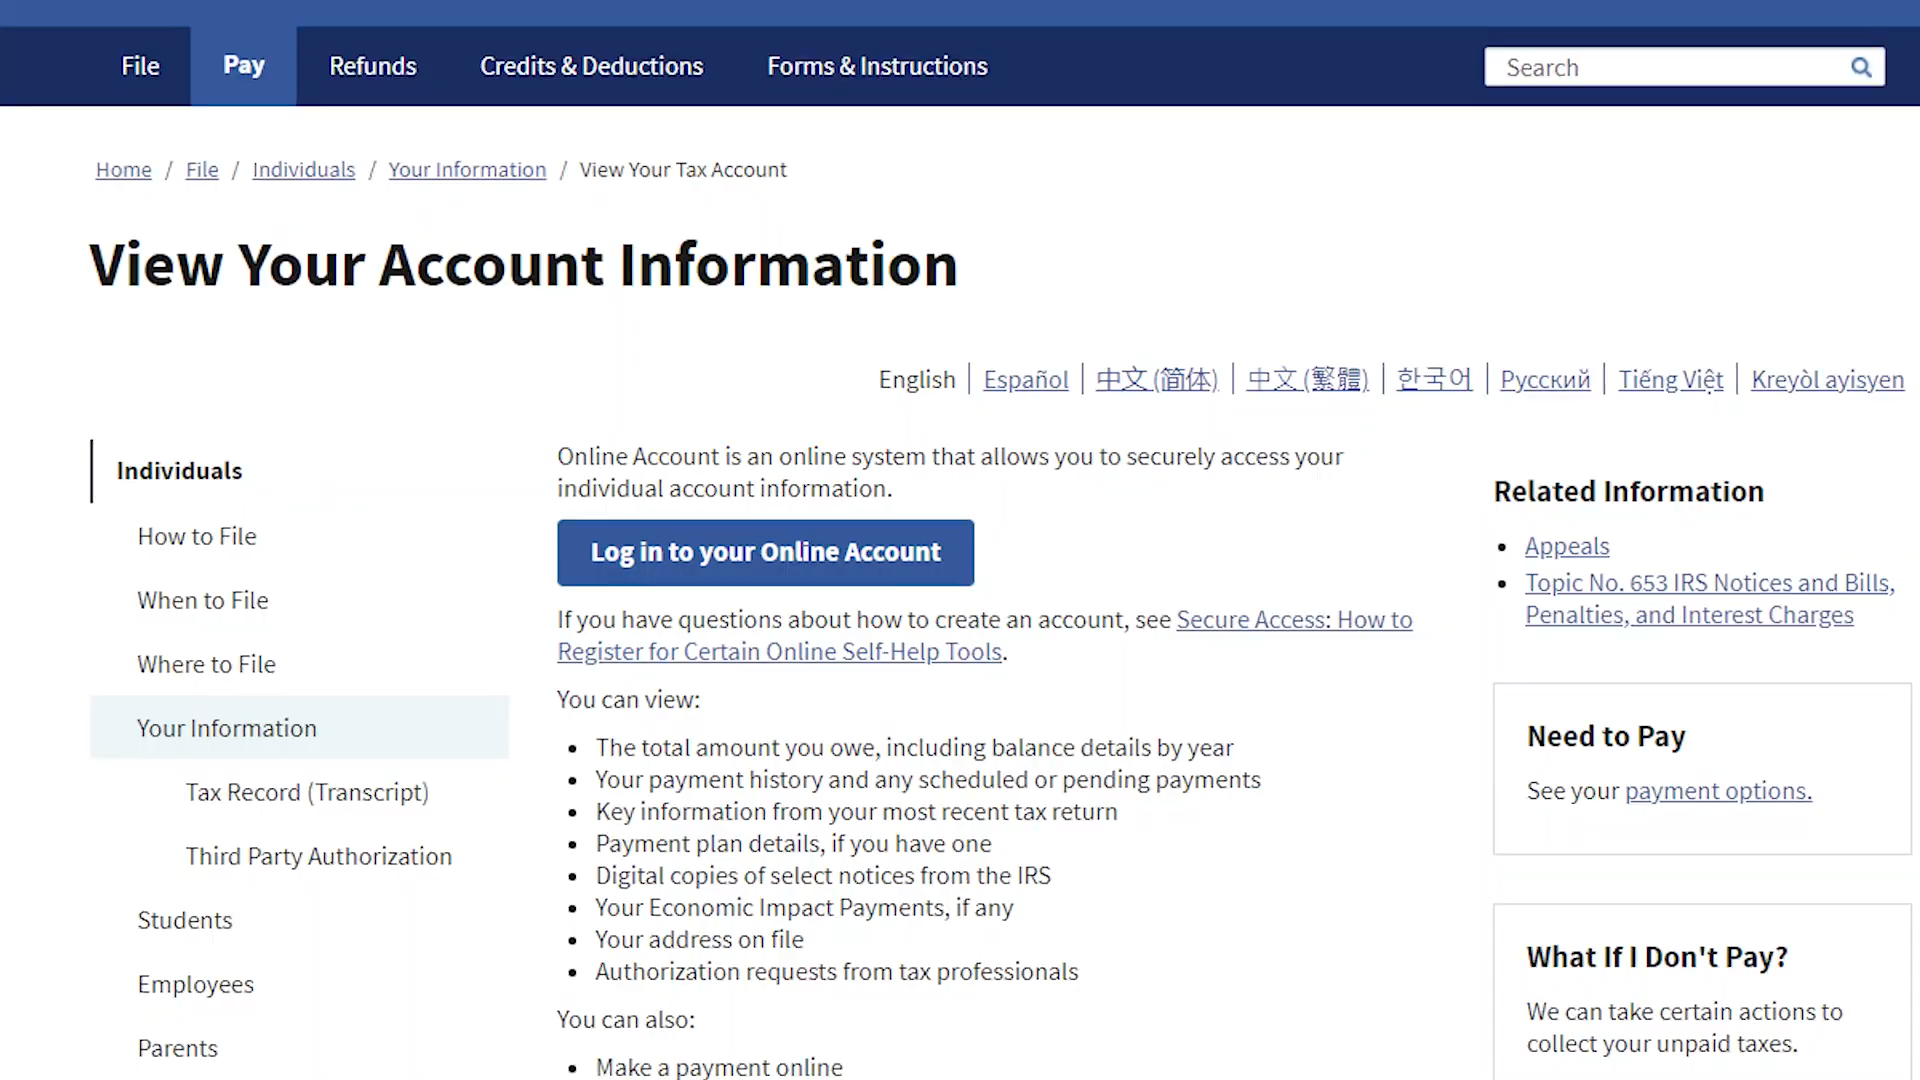 File Pay Refunds Credits & Deductions Forms & Instructions Search
Home / File / Individuals / Your Information / View Your Tax Account
View Your Account Information
English | Español | 中文 (简体) | 中文 (繁體) | 한국어 | Русский | Tiếng Việt | Kreyòl ayisyen
Individuals
How to File
When to File
Where to File
Your Information
Tax Record (Transcript)
Third Party Authorization
Students
Employees
Parents
Online Account is an online system that allows you to securely access your
individual account information.
Log in to your Online Account
If you have questions about how to create an account, see Secure Access: How to
Register for Certain Online Self-Help Tools.
You can view:
• The total amount you owe, including balance details by year
• Your payment history and any scheduled or pending payments
• Key information from your most recent tax return
• Payment plan details, if you have one
• Digital copies of select notices from the IRS
• Your Economic Impact Payments, if any
• Your address on file
• Authorization requests from tax professionals
You can also:
• Make a payment online
Related Information
• Appeals
• Topic No. 653 IRS Notices and Bills,
Penalties, and Interest Charges
Need to Pay
See your payment options.
What If I Don't Pay?
We can take certain actions to
collect your unpaid taxes.